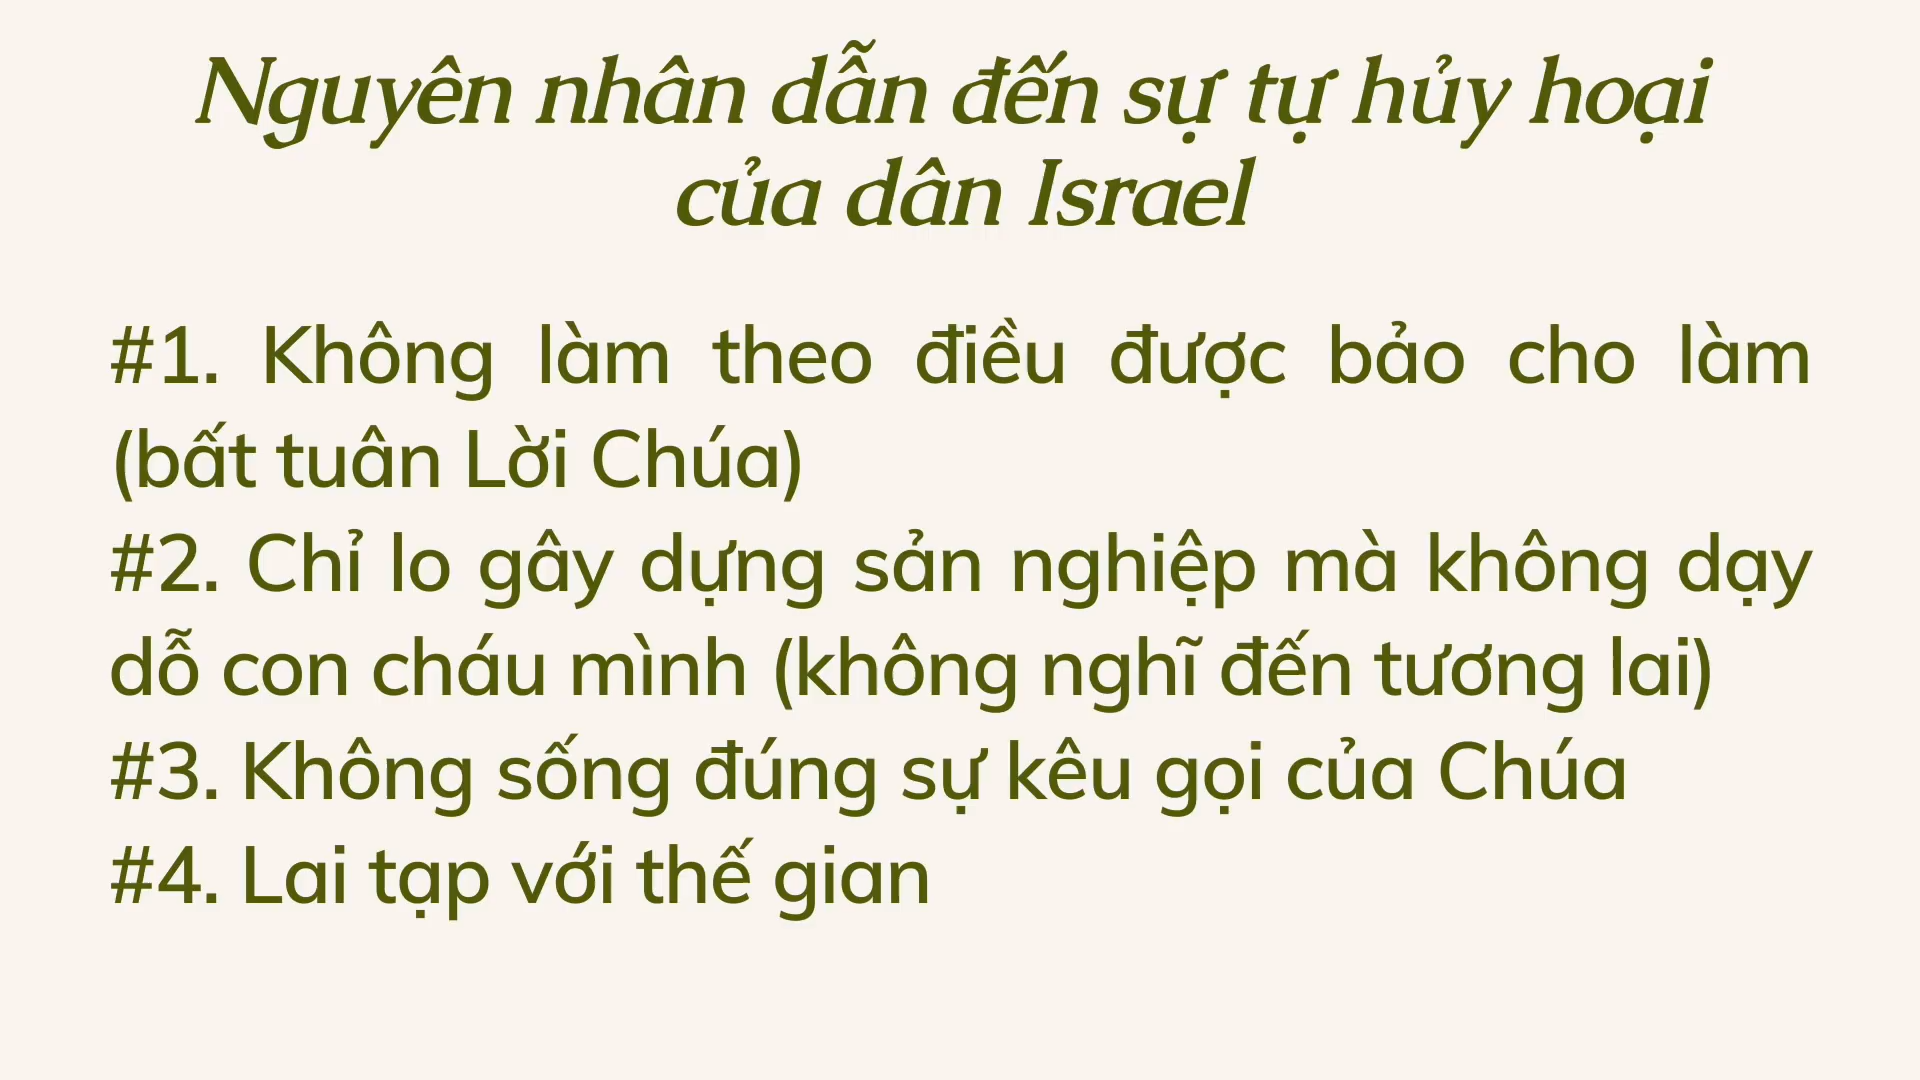 Nguyên nhân dẫn đến sự tự hủy hoại
của dân Israel
#1. Không làm theo điều được bảo cho làm
(bất tuân Lời Chúa)
#2. Chỉ lo gây dựng sản nghiệp mà không dạy
dỗ con cháu mình (không nghĩ đến tương lai)
#3. Không sống đúng sự kêu gọi của Chúa
#4. Lai tạp với thế gian